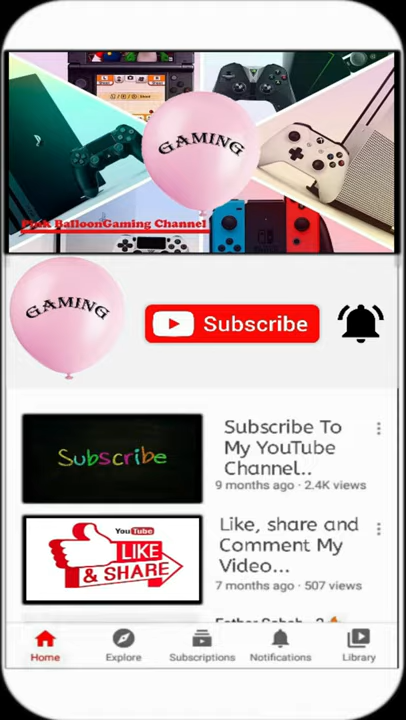 GAMING
Pink BalloonGaming Channel
GAMING
Subscribe
Subscribe
Subscribe To
My YouTube
Channel..
9 months ago · 2.4K views
YouTube
LIKE
& SHARE
Like, share and
Comment My
Video...
7 months ago · 507 views
Home
Explore
Subscriptions
Notifications
Library